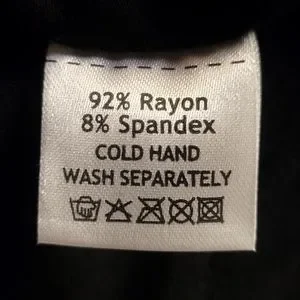 92% Rayon
8% Spandex
COLD HAND
WASH SEPARATELY